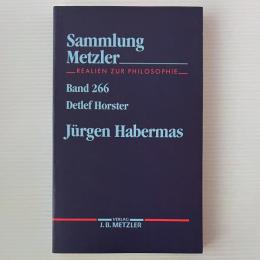 Sammlung
Metzler
REALIEN ZUR PHILOSOPHIE
Band 266
Detlef Horster
Jürgen Habermas
VERLAG
J.B. METZLER